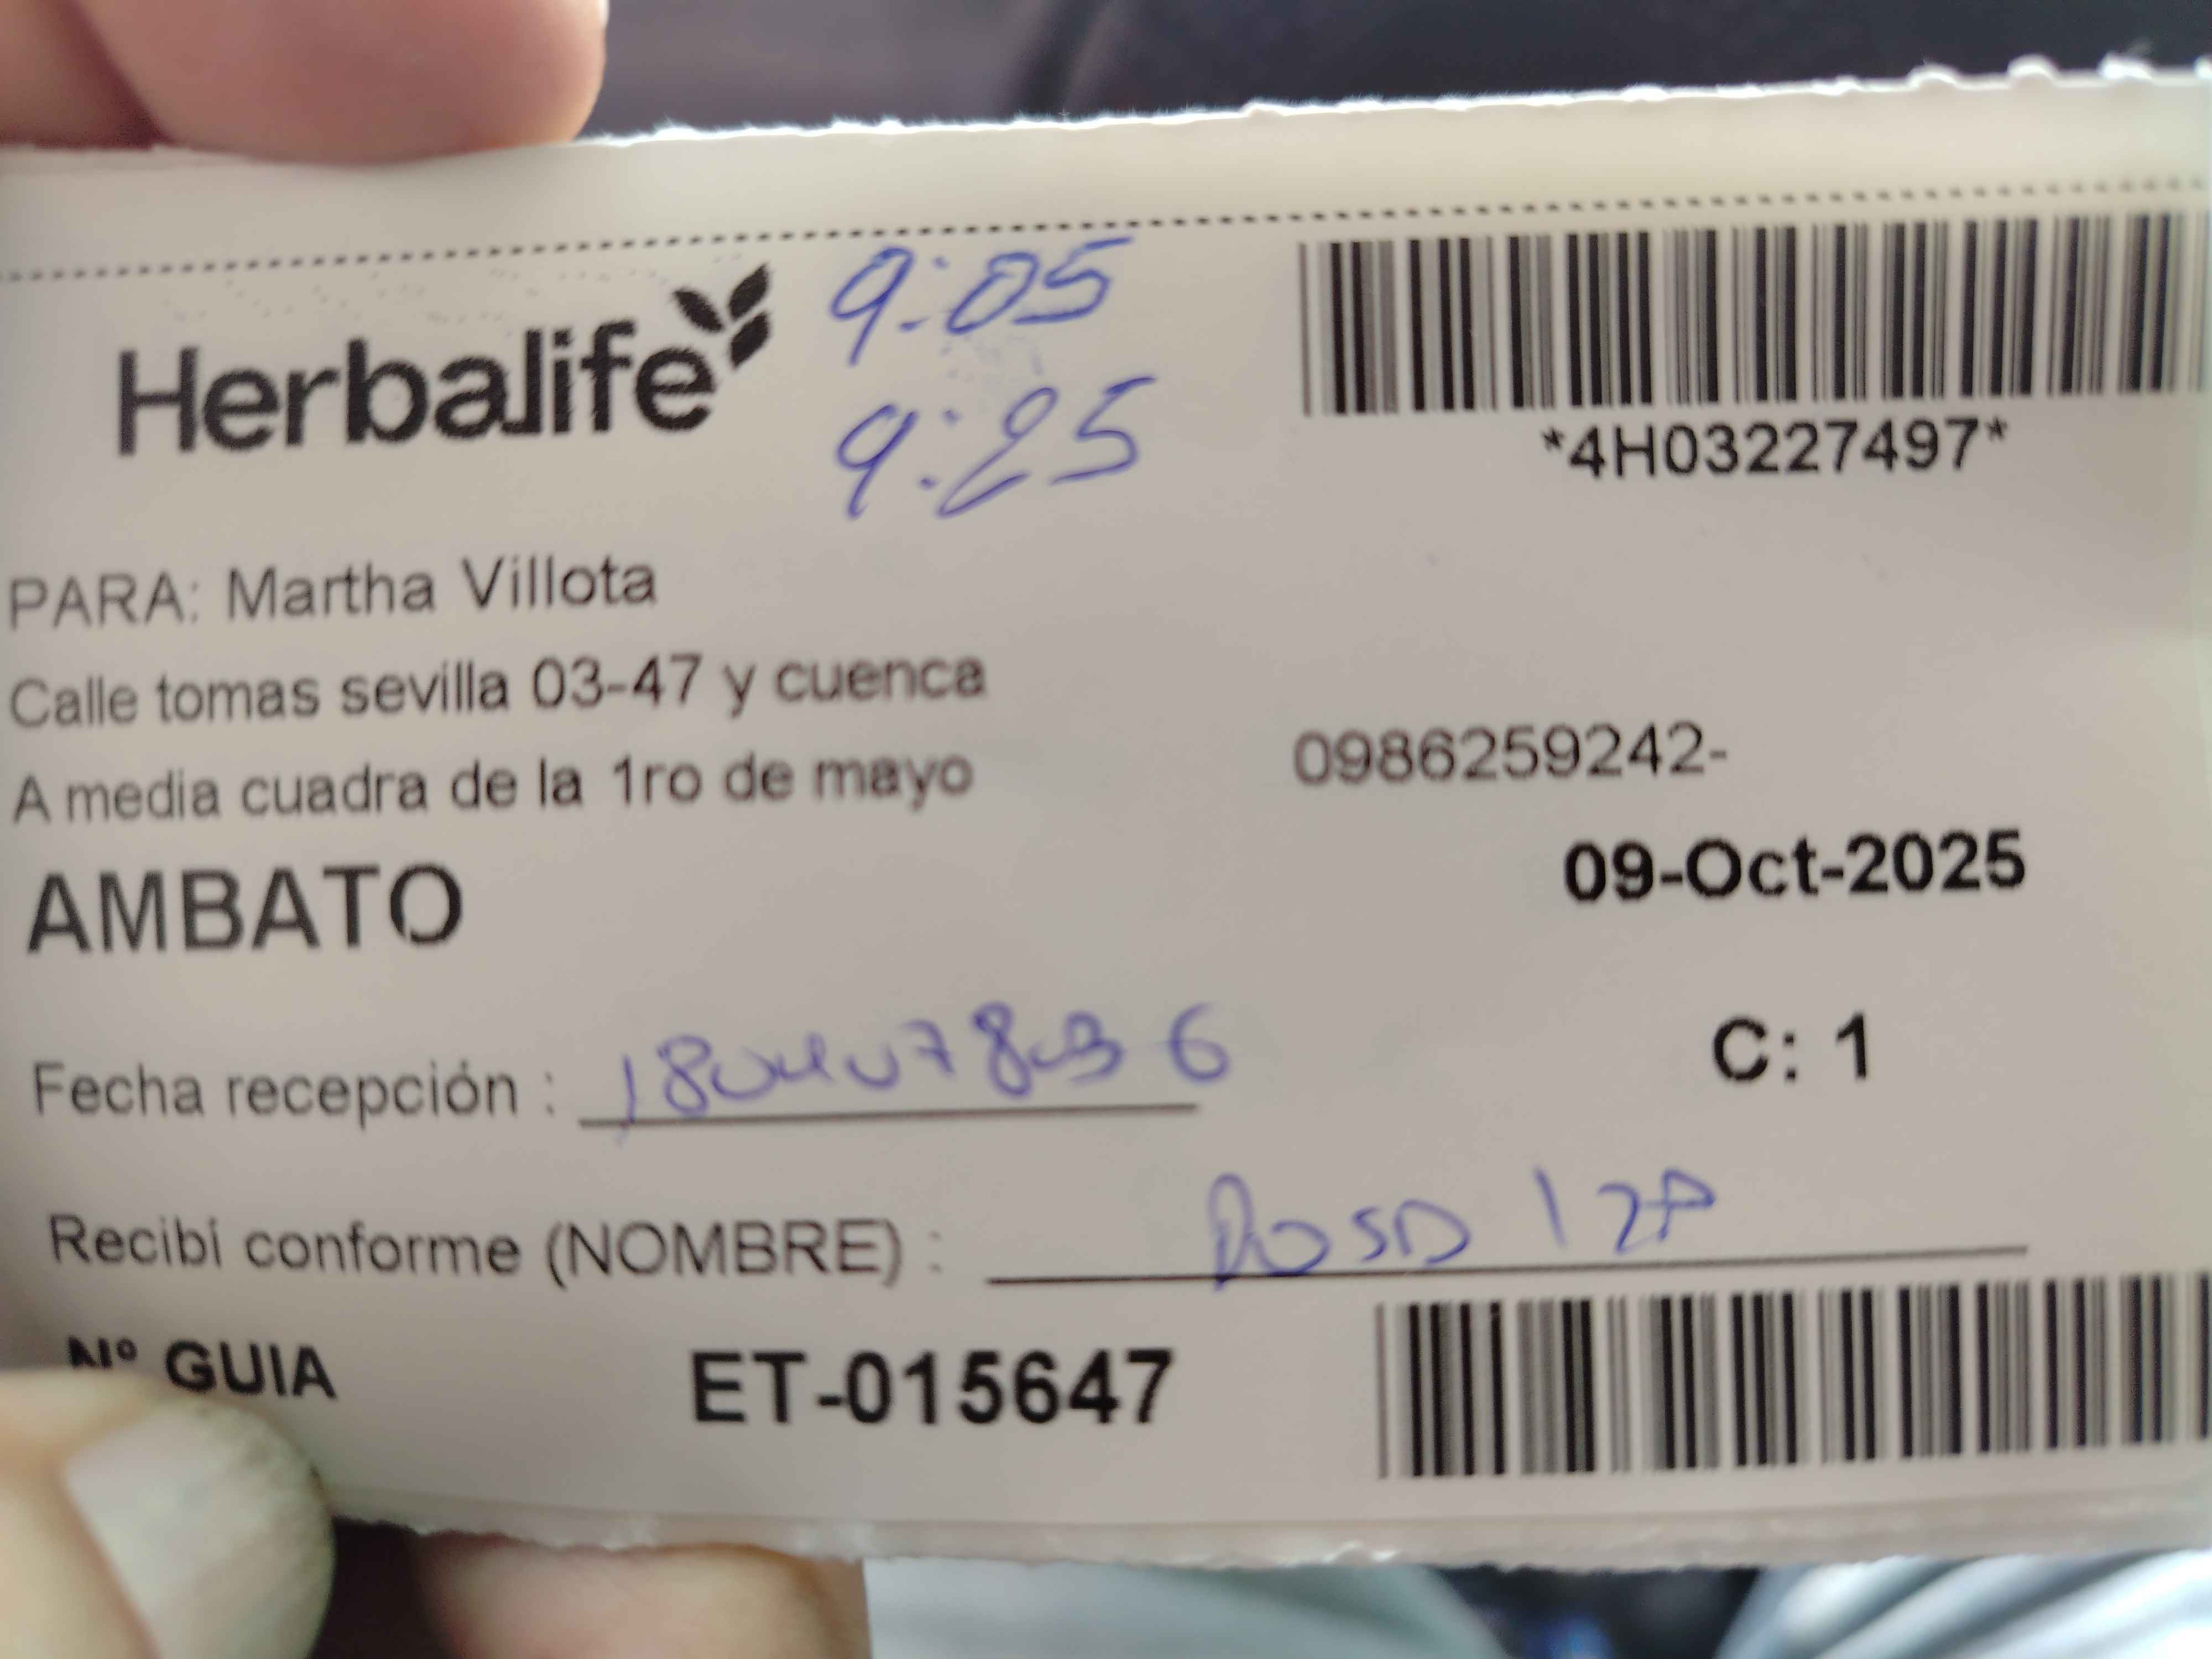 Herbalife
9:05
9:25
*4H03227497*
PARA: Martha Villota
Calle tomas sevilla 03-47 y cuenca
A media cuadra de la 1ro de mayo
0986259242-
AMBATO
09-Oct-2025
C: 1
Fecha recepción :
Recibí conforme (NOMBRE) :
Nº GUIA ET-015647